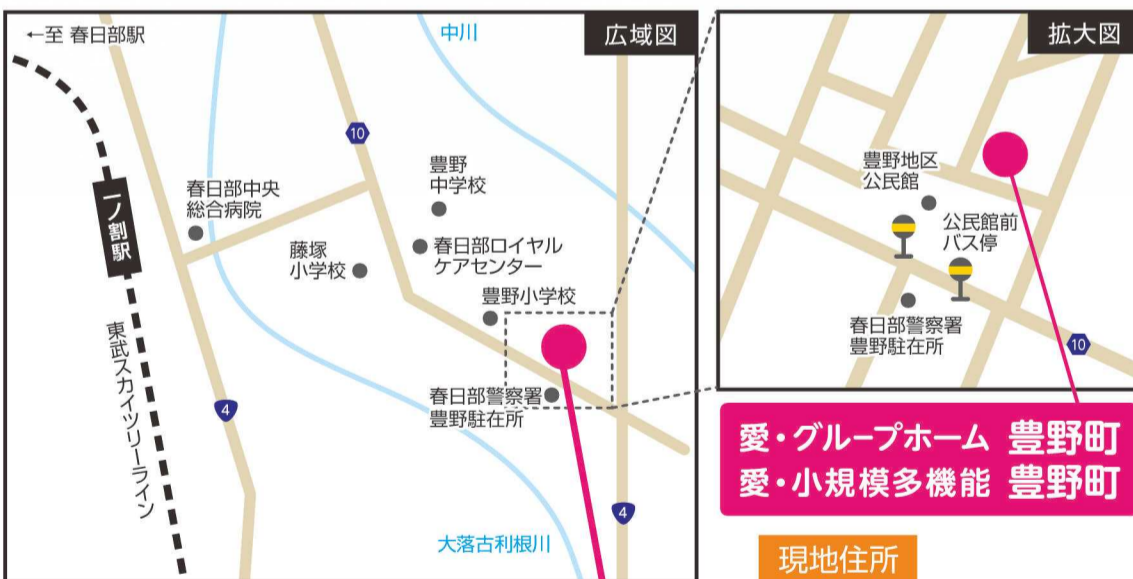 ←至 春日部駅
中川
広域図
10
豊野
中学校
春日部中央
総合病院
一ノ割駅
藤塚
小学校
春日部ロイヤル
ケアセンター
豊野小学校
東武スカイツリーライン
4
春日部警察署
豊野駐在所
4
大落古利根川
拡大図
豊野地区
公民館
公民館前
バス停
春日部警察署
豊野駐在所
10
愛・グループホーム 豊野町
愛・小規模多機能 豊野町
現地住所